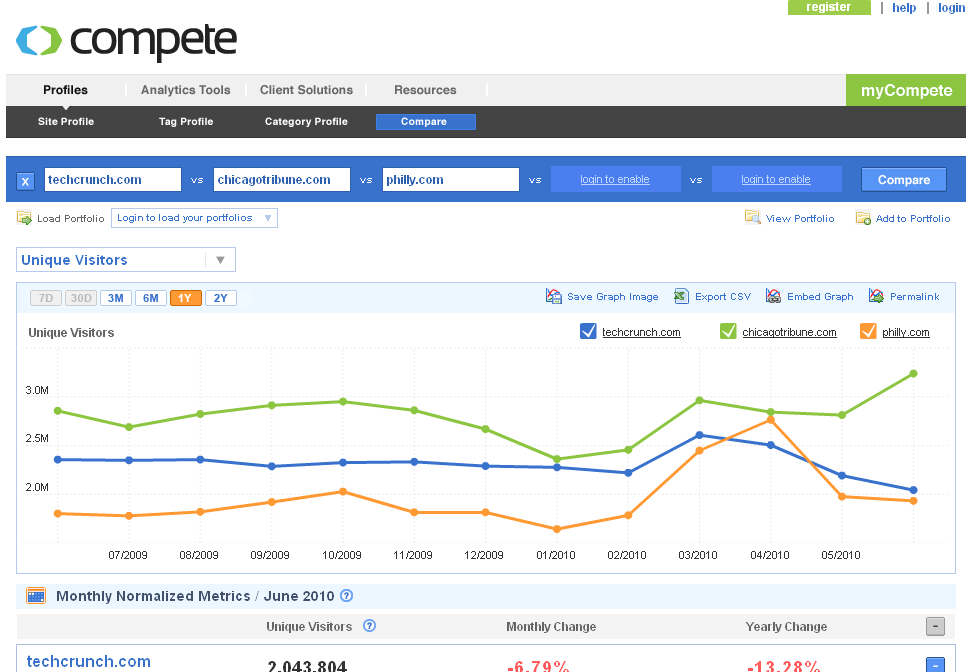 register | help | login
compete
Profiles Analytics Tools Client Solutions Resources myCompete
Site Profile Tag Profile Category Profile Compare
x techcrunch.com vs chicagotribune.com vs philly.com vs login to enable vs login to enable Compare
Load Portfolio Login to load your portfolios View Portfolio Add to Portfolio
Unique Visitors
7D 30D 3M 6M 1Y 2Y Save Graph Image Export CSV Embed Graph Permalink
Unique Visitors techcrunch.com chicagotribune.com philly.com
3.0M
2.5M
2.0M
07/2009 08/2009 09/2009 10/2009 11/2009 12/2009 01/2010 02/2010 03/2010 04/2010 05/2010
Monthly Normalized Metrics / June 2010 ?
Unique Visitors ? Monthly Change Yearly Change -
techcrunch.com 2,043,804 -6.79% -13.28% -